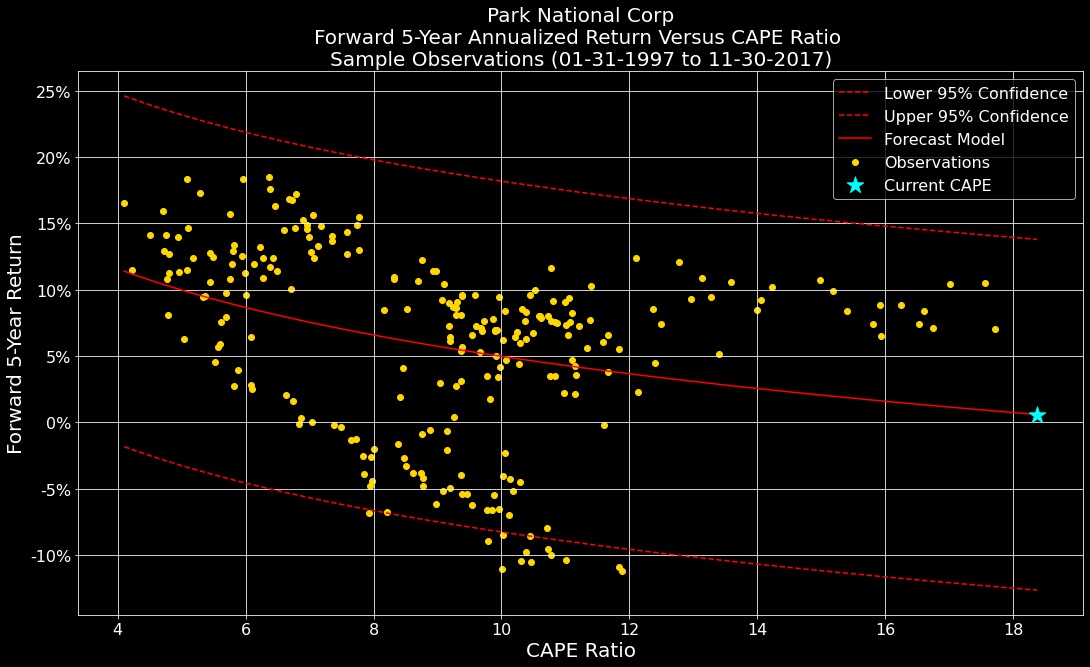 Park National Corp
Forward 5-Year Annualized Return Versus CAPE Ratio
Sample Observations (01-31-1997 to 11-30-2017)
Lower 95% Confidence
Upper 95% Confidence
Forecast Model
Observations
Current CAPE
Forward 5-Year Return
25%
20%
15%
10%
5%
0%
-5%
-10%
4 6 8 10 12 14 16 18
CAPE Ratio